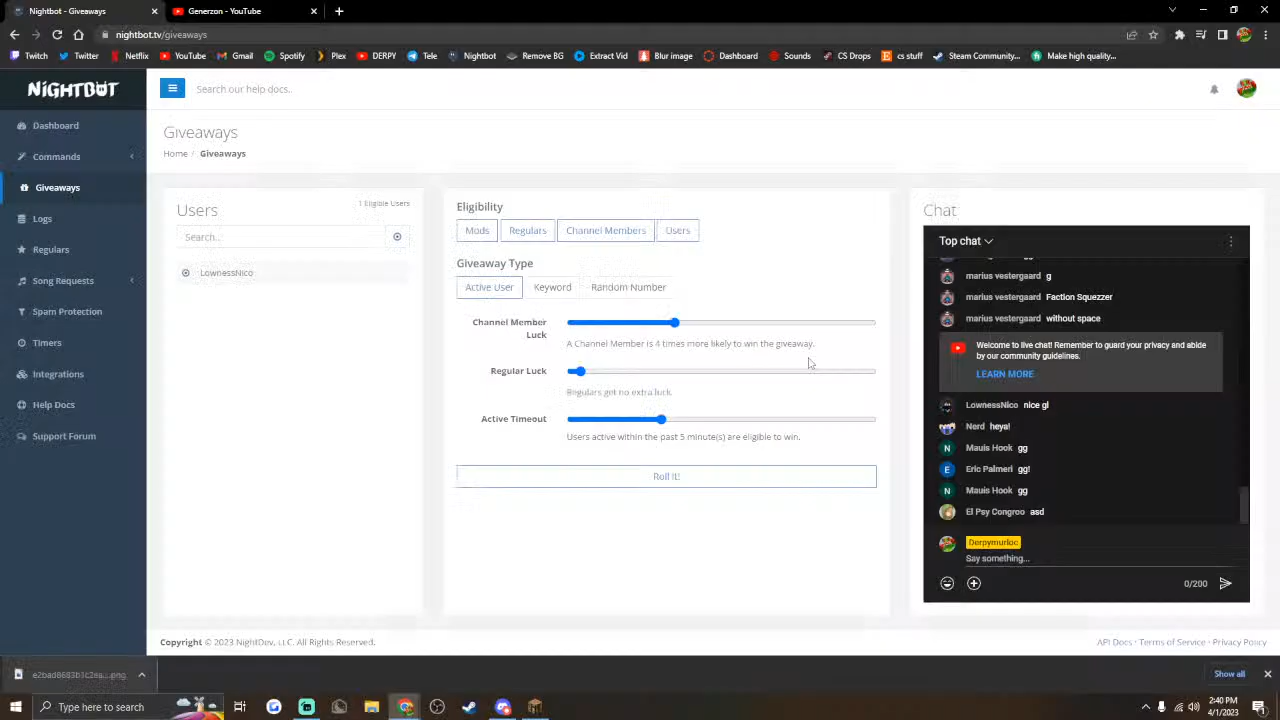 Nightbot - Giveaways
Generzon - YouTube
nightbot.tv/giveaways
Twitch
Twitter
Netflix
Gmail
Spotify
Plex
DERPY
Tele
Nightbot
Remove BG
Extract Vid
Blur image
Dashboard
Sounds
CS Drops
cs stuff
Steam Communit...
Make high quality...
NiGHTBOT
Search our help docs..
Dashboard
Commands
Giveaways
Logs
Regulars
Song Requests
Spam Protection
Timers
Integrations
Help Docs
Support Forum
Giveaways
Home / Giveaways
Users
1 Eligible Users
Search...
LownessNico
Eligibility
Mods
Regulars
Channel Members
Users
Giveaway Type
Active User
Keyword
Random Number
Channel Member
Luck
A Channel Member is 4 times more likely to win the giveaway.
Regular Luck
Regulars get no extra luck.
Active Timeout
Users active within the past 5 minute(s) are eligible to win.
Roll It!
Chat
Top chat
marius vestergaard g
marius vestergaard Faction Squezzer
marius vestergaard without space
Welcome to live chat! Remember to guard your privacy and abide
by our community guidelines.
LEARN MORE
LownessNico nice gl
Nerd heya!
Mauis Hook gg
Eric Palmeri gg!
Mauis Hook gg
El Psy Congroo asd
Derpymurloc
Say something...
0/200
Copyright © 2023 NightDev, LLC. All Rights Reserved.
API Docs · Terms of Service · Privacy Policy
Show all
Type here to search
2:40 PM
4/1/2023